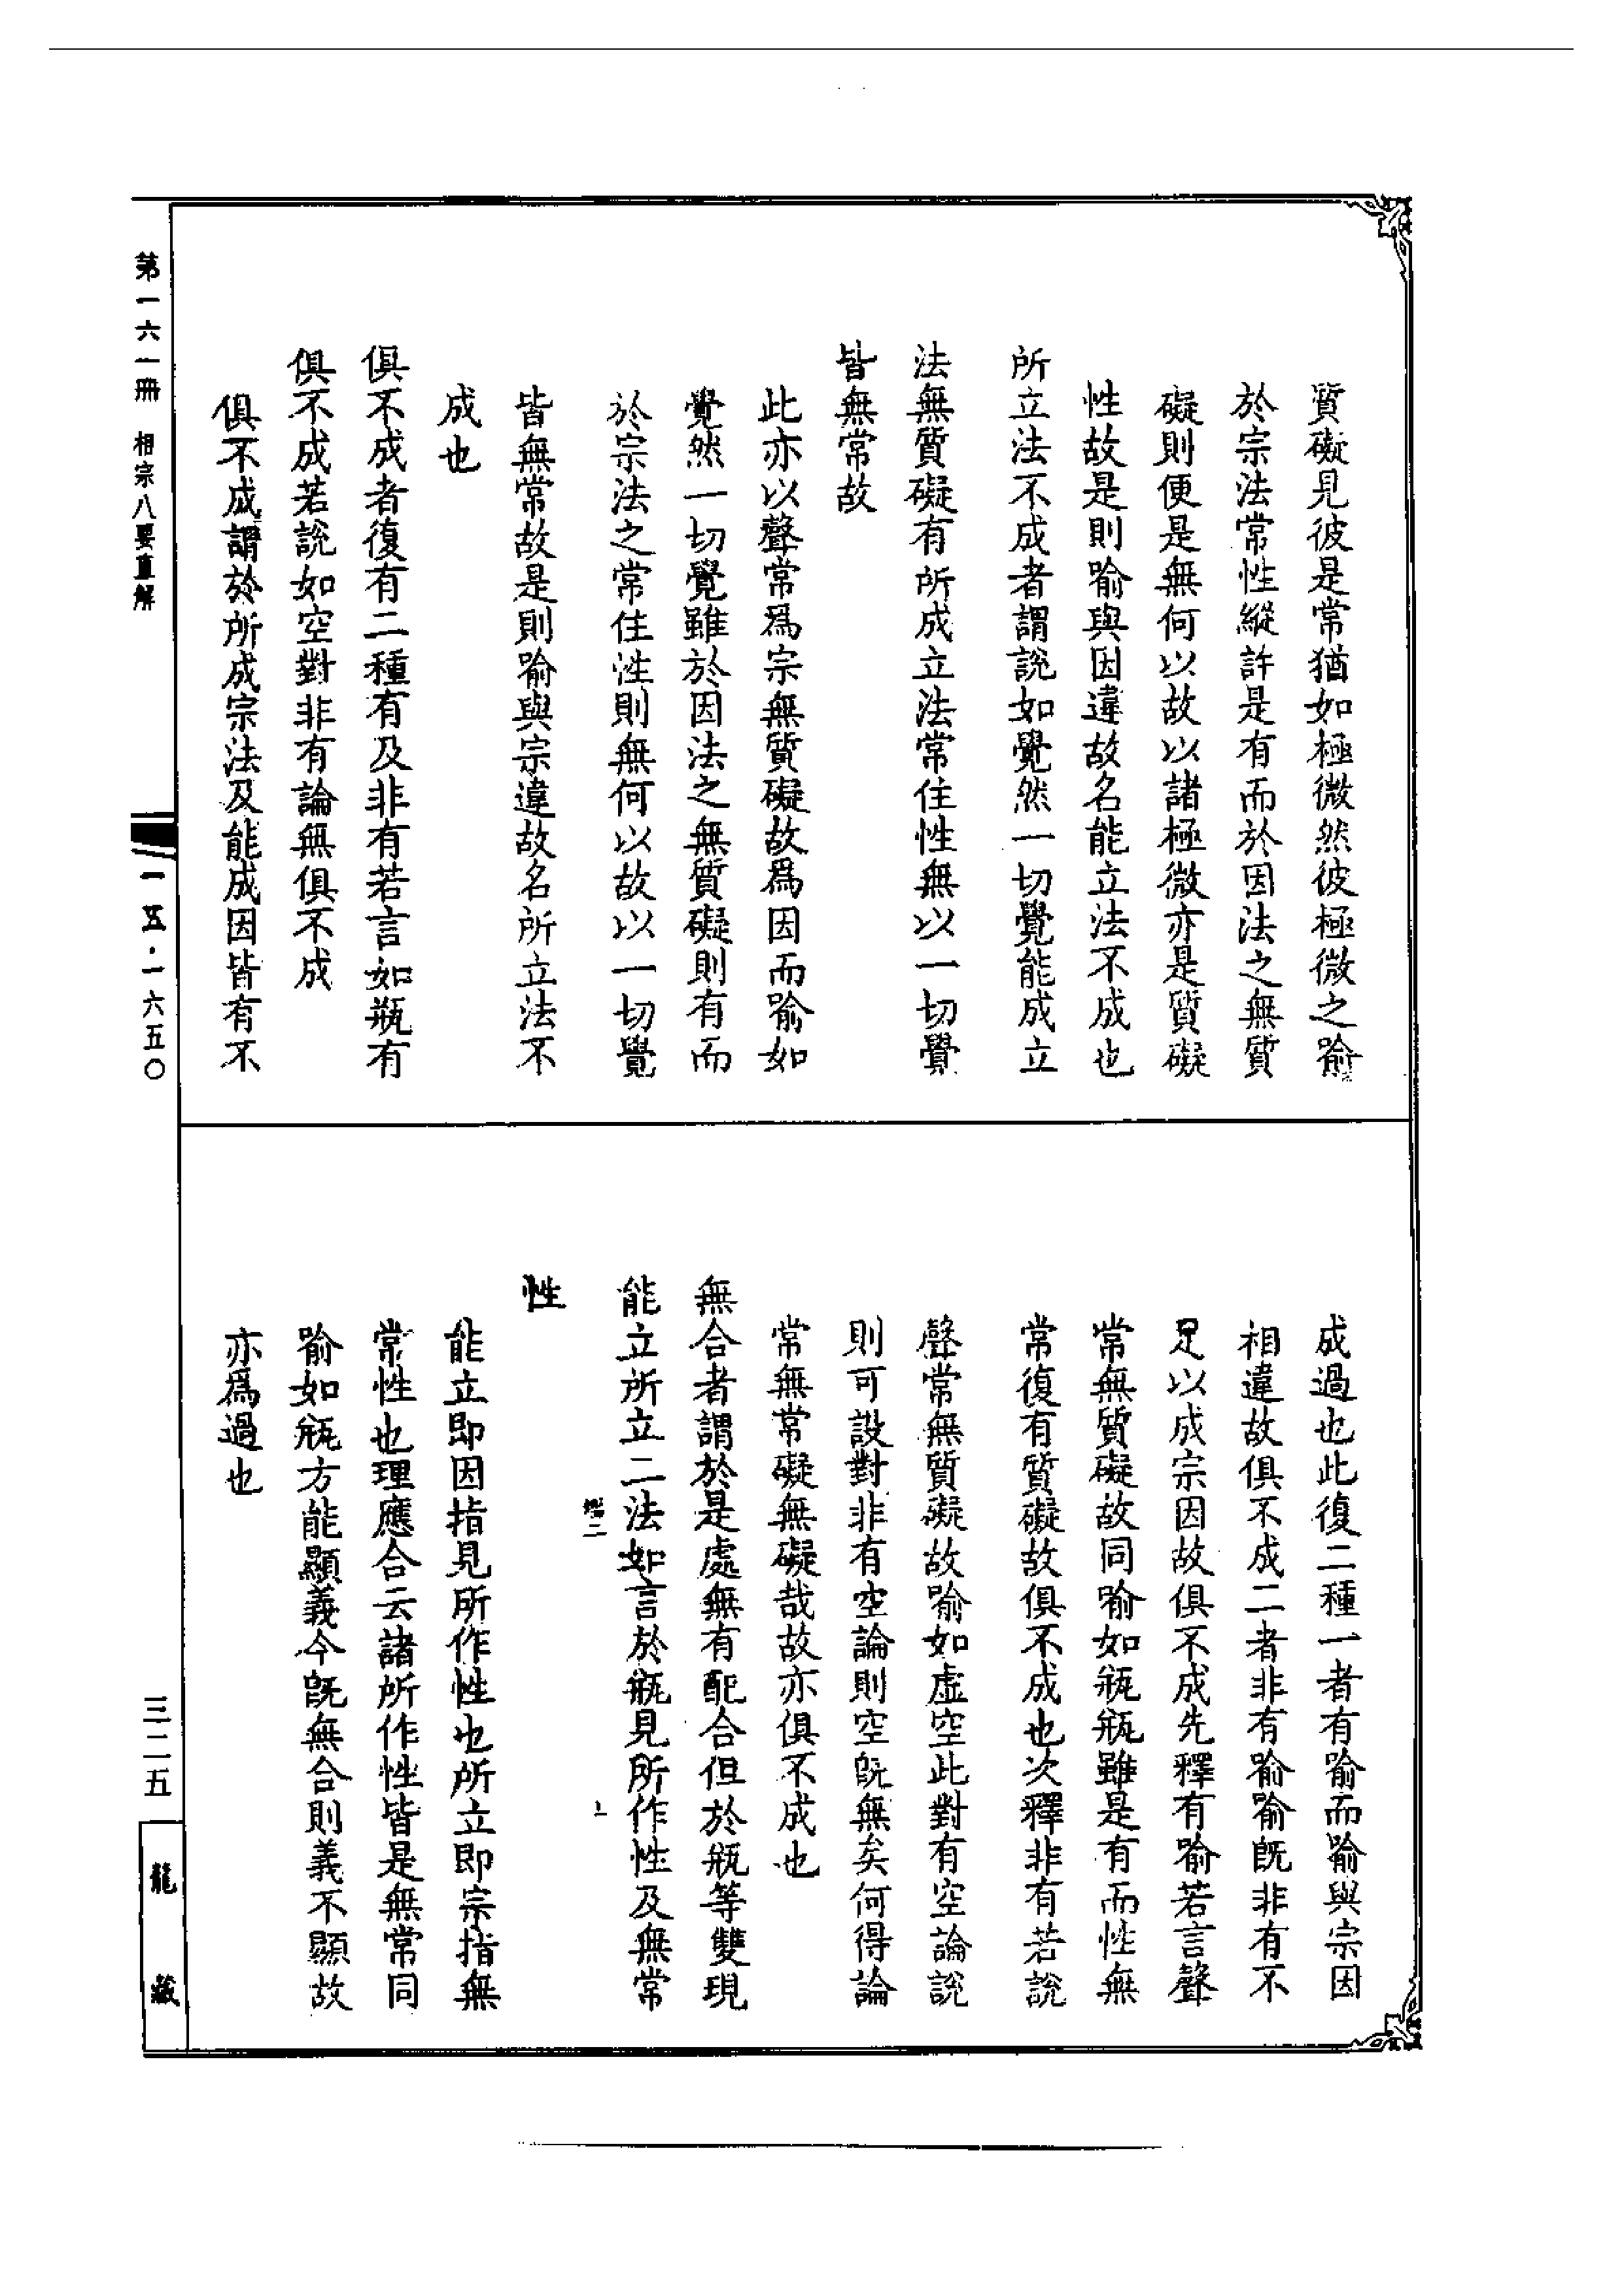 質礙見彼是常猶如極微然彼極微之喻
於宗法常性縱許是有而於因法之無質
礙則便是無何以故以諸極微亦是質礙
性故是則喻與因違故名能立法不成也
所立法不成者謂說如覺然一切覺能成立
法無質礙有所成立法常住性無以一切覺
皆無常故
此亦以聲常爲宗無質礙故爲因而喻如
覺然一切覺雖於因法之無質礙則有而
於宗法之常住性則無何以故以一切覺
皆無常故是則喻與宗違故名所立法不
成也
俱不成者復有二種有及非有若言如瓶有
俱不成若說如空對非有論無俱不成
俱不成謂於所成宗法及能成因皆有不
成過也此復二種一者有喻而喻與宗因
相違故俱不成二者非有喻喻既非有不
足以成宗因故俱不成先釋有喻若言聲
常無質礙故同喻如瓶瓶雖是有而性無
常復有質礙故俱不成也次釋非有若說
聲常無質礙故喻如虛空此對有空論說
則可設對非有空論則空既無矣何得論
常無常礙無礙哉故亦俱不成也
無合者謂於是處無有配合但於瓶等雙現
能立所立二法如言於瓶見所作性及無常
性
能立即因指見所作性也所立即宗指無
常性也理應合云諸所作性皆是無常同
喻如瓶方能顯義今既無合則義不顯故
亦爲過也
第一六一冊 相宗八要直解
一五·一六五〇
三二五
龍藏